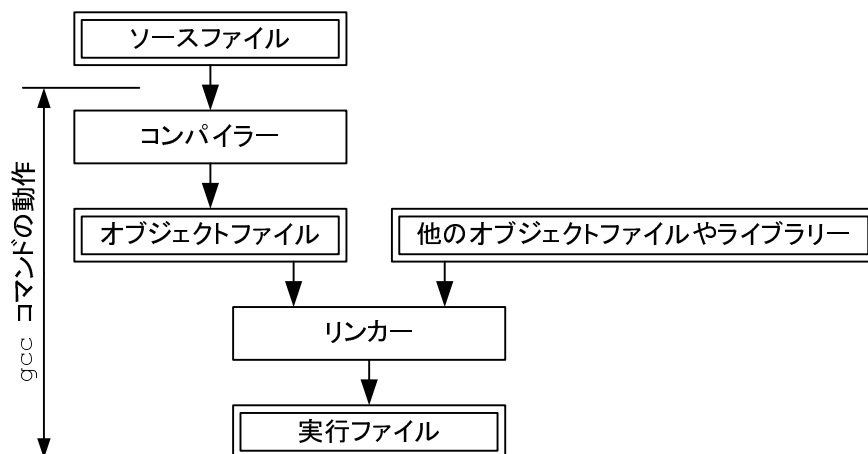 ソースファイル
コンパイラー
オブジェクトファイル
他のオブジェクトファイルやライブラリー
リンカー
実行ファイル
gcc コマンドの動作